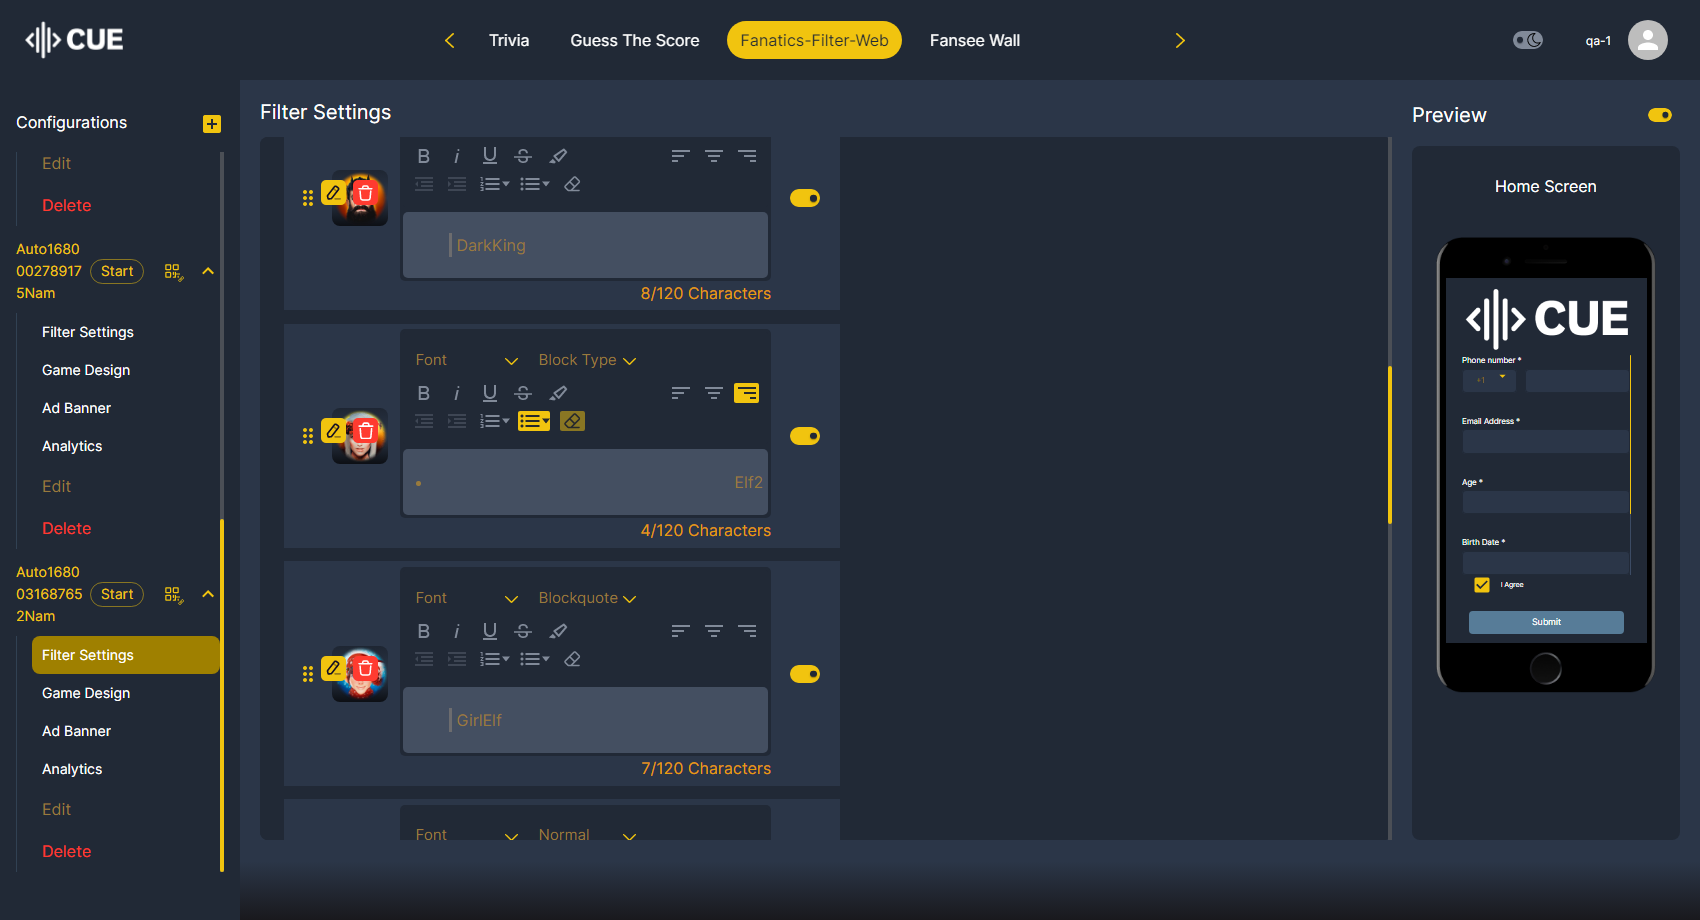 CUE
Trivia
Guess The Score
Fanatics-Filter-Web
Fansee Wall
qa-1
Configurations
Edit
Delete
Auto1680
00278917
5Nam
Start
Filter Settings
Game Design
Ad Banner
Analytics
Edit
Delete
Auto1680
03168765
2Nam
Start
Filter Settings
Game Design
Ad Banner
Analytics
Edit
Delete
Filter Settings
B i U S
DarkKing
8/120 Characters
Font
Block Type
B i U S
• Elf2
4/120 Characters
Font
Blockquote
B i U S
GirlElf
7/120 Characters
Font
Normal
Preview
Home Screen
CUE
Phone number *
+1
Email Address *
Age *
Birth Date *
I Agree
Submit